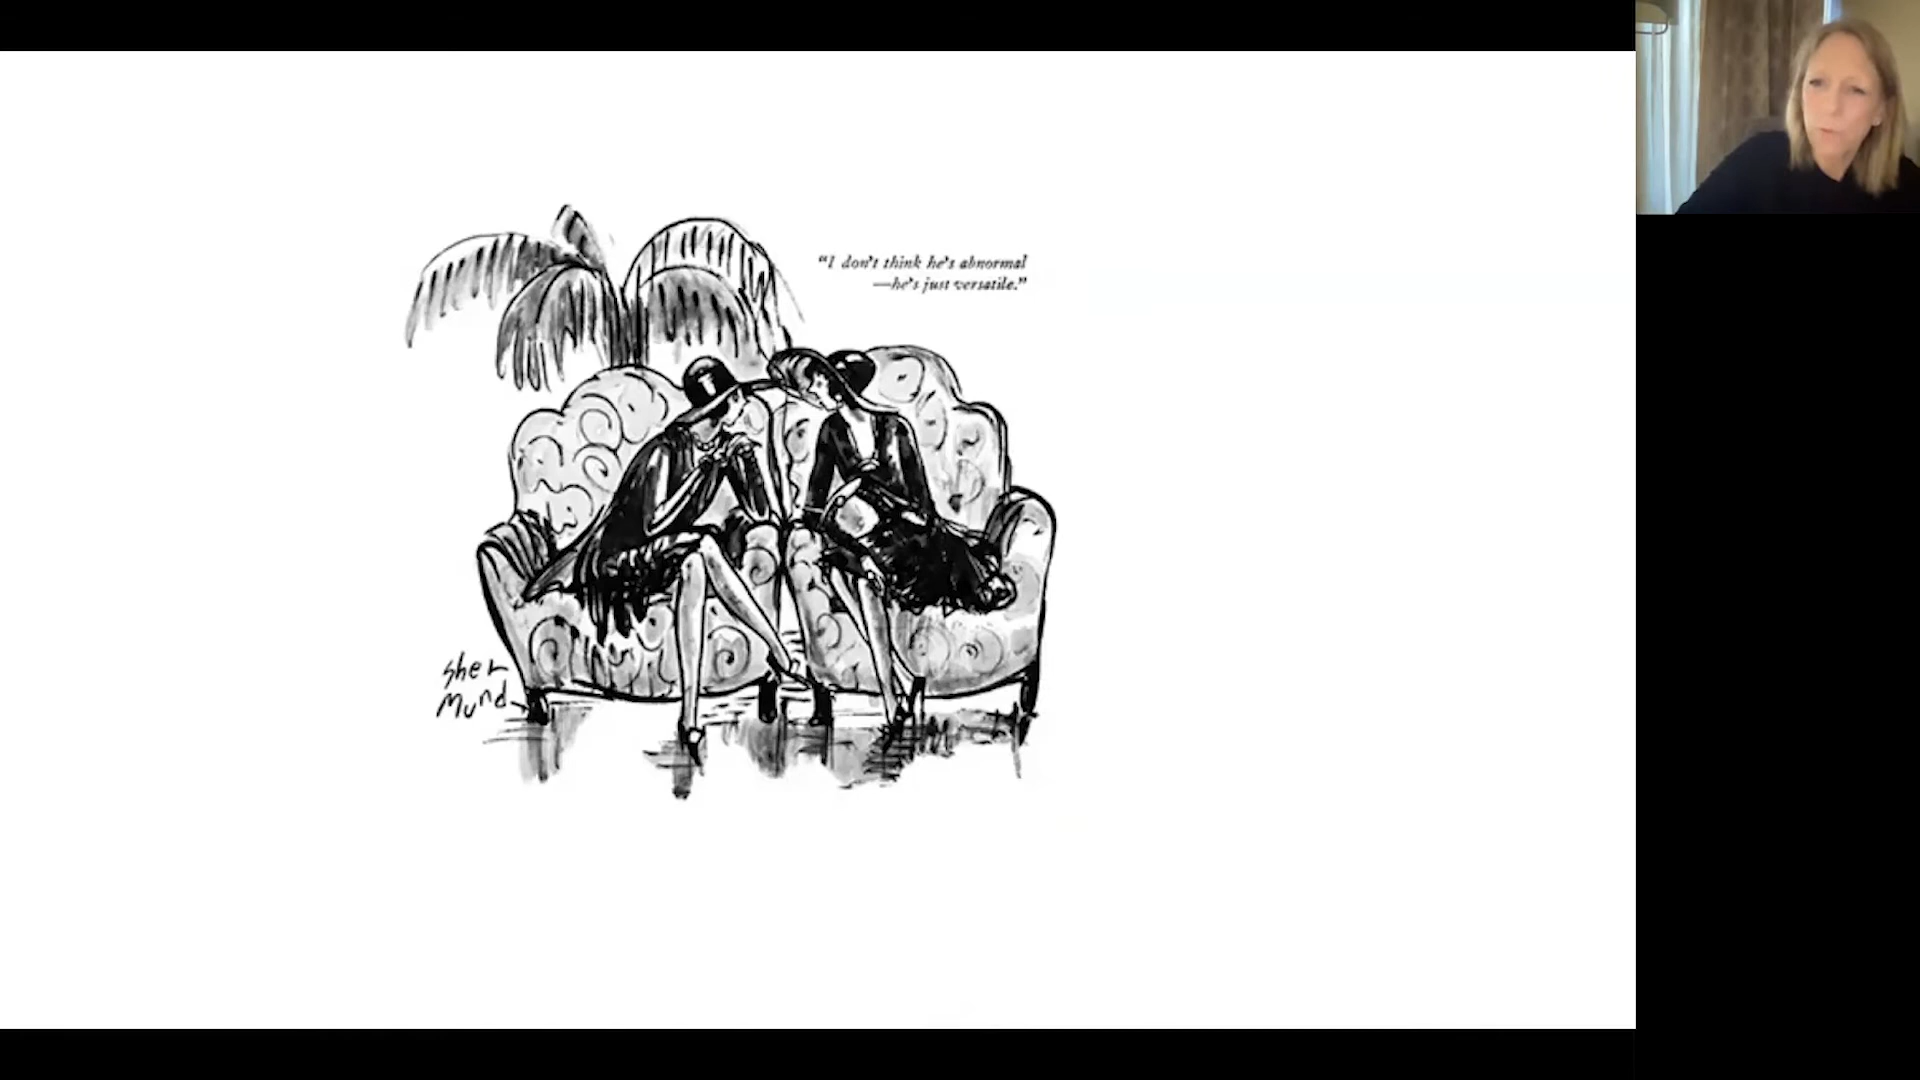 “I don't think he's abnormal
—he's just versatile.”
Sher
Mund